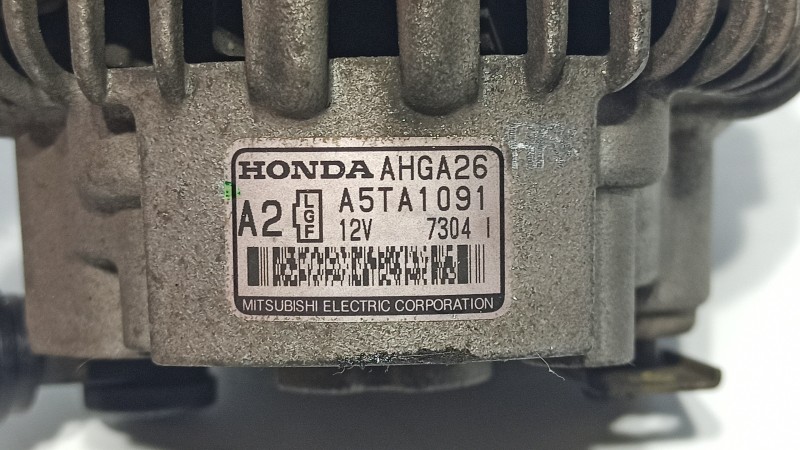 HONDA AHGA26
A2 LGF A5TA1091
12V 7304 I
MITSUBISHI ELECTRIC CORPORATION